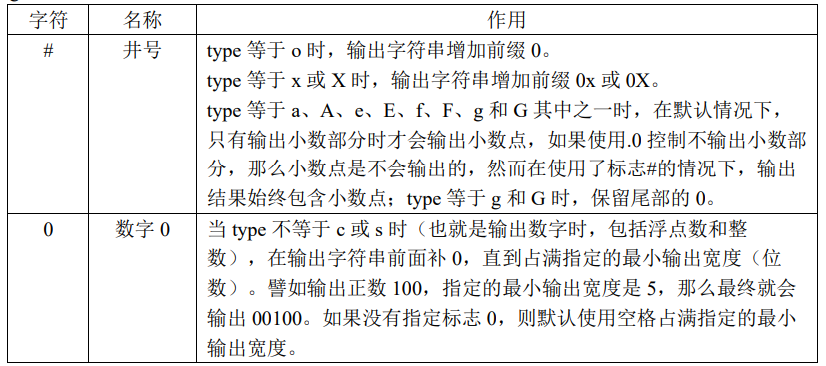 字符 名称 作用
# 井号 type 等于 o 时，输出字符串增加前缀 0。
type 等于 x 或 X 时，输出字符串增加前缀 0x 或 0X。
type 等于 a、A、e、E、f、F、g 和 G 其中之一时，在默认情况下，
只有输出小数部分时才会输出小数点，如果使用.0 控制不输出小数部
分，那么小数点是不会输出的，然而在使用了标志#的情况下，输出
结果始终包含小数点；type 等于 g 和 G 时，保留尾部的 0。
0 数字 0 当 type 不等于 c 或 s 时（也就是输出数字时，包括浮点数和整
数），在输出字符串前面补 0，直到占满指定的最小输出宽度（位
数）。譬如输出正数 100，指定的最小输出宽度是 5，那么最终就会
输出 00100。如果没有指定标志 0，则默认使用空格占满指定的最小
输出宽度。